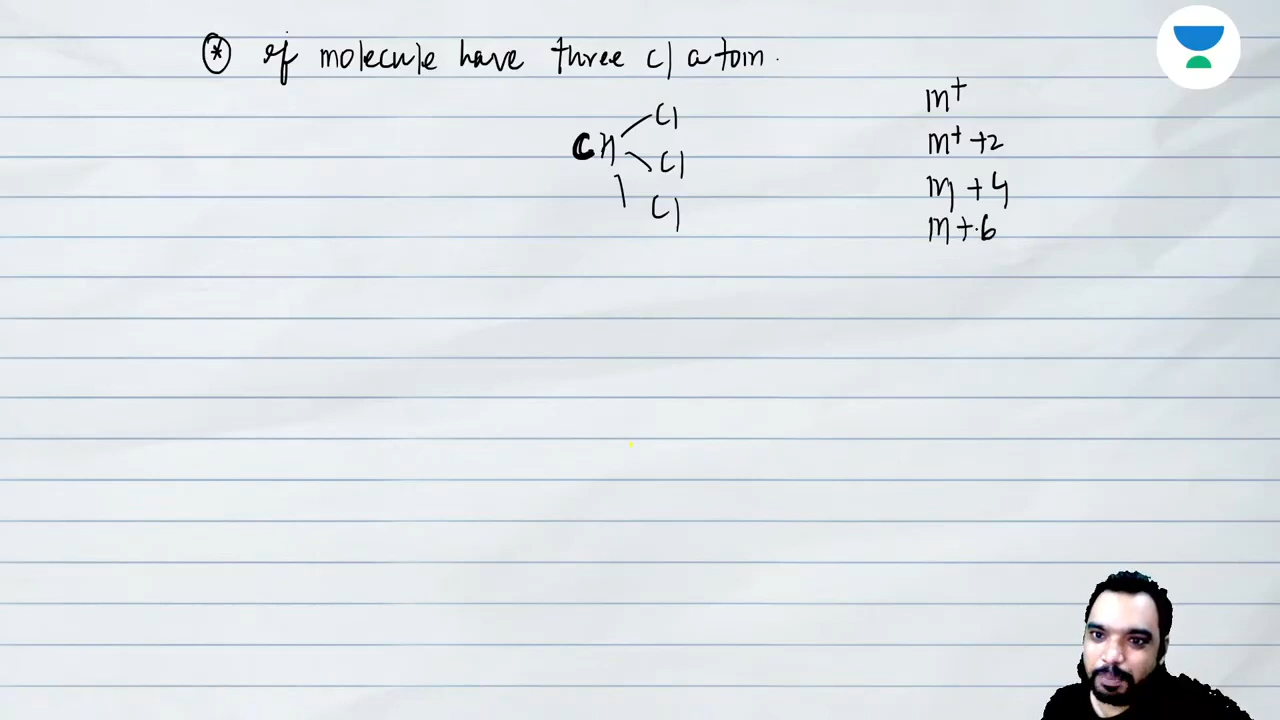 * if molecule have three Cl atom.
CH
Cl
Cl
Cl
m+
m+ +2
m + 4
m + 6